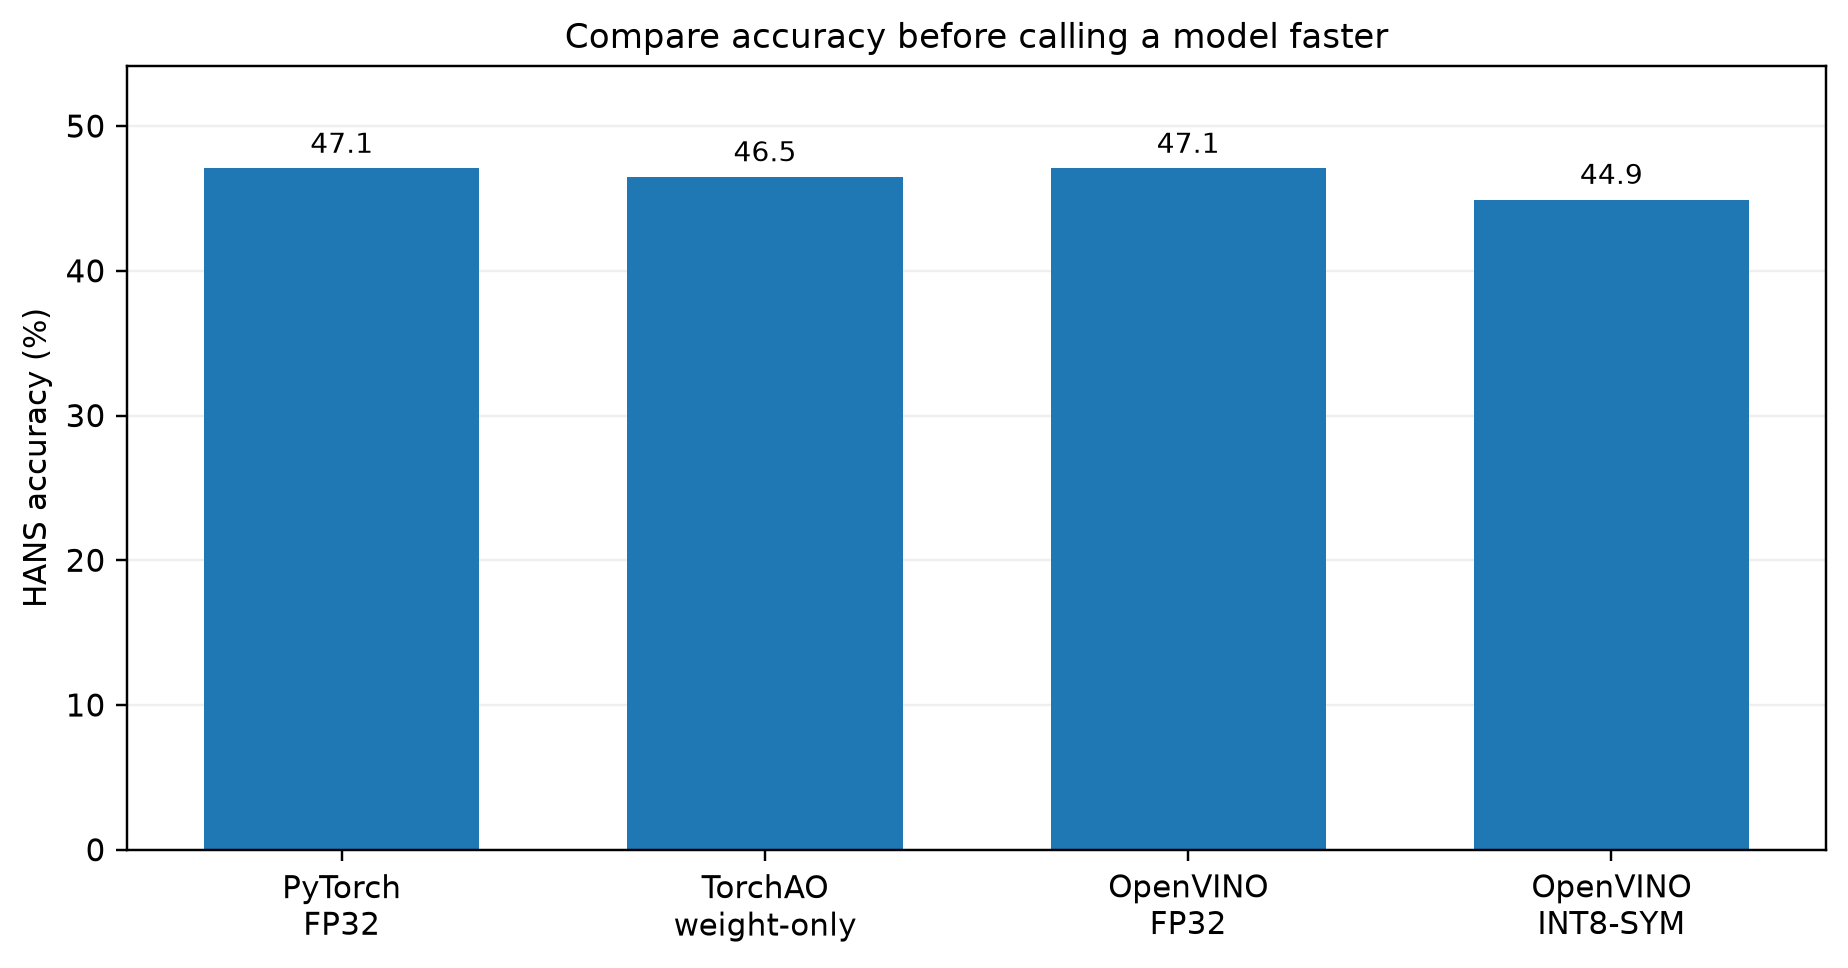 Compare accuracy before calling a model faster
HANS accuracy (%)
50
40
30
20
10
0
47.1
46.5
47.1
44.9
PyTorch
FP32
TorchAO
weight-only
OpenVINO
FP32
OpenVINO
INT8-SYM